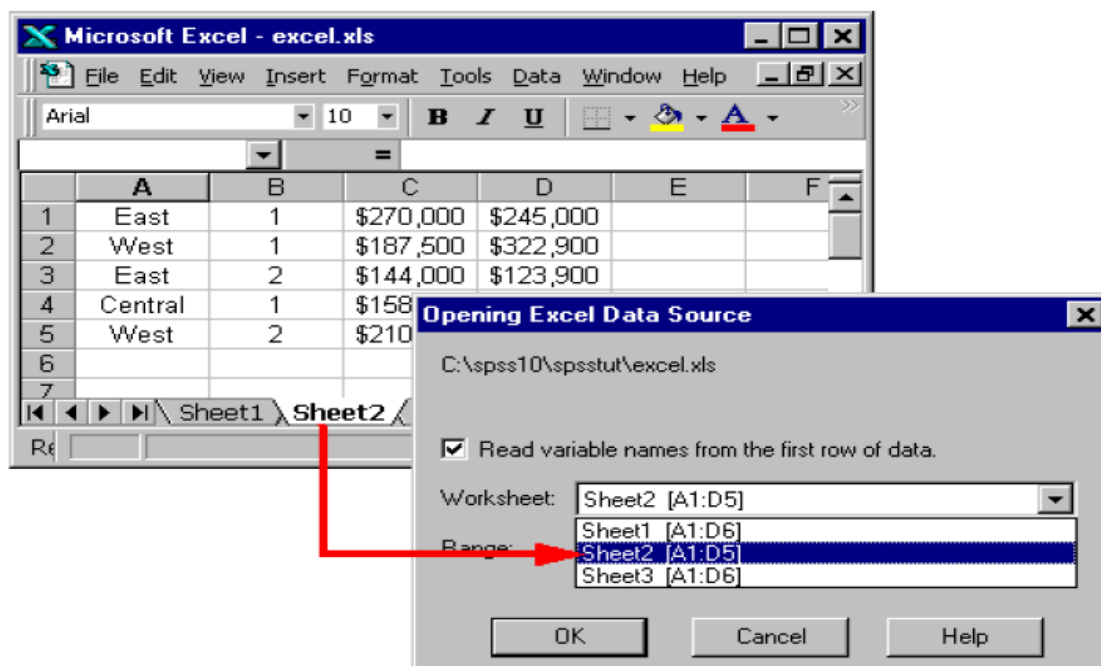 Microsoft Excel - excel.xls
File Edit View Insert Format Tools Data Window Help
Arial 10 B I U A
=
A B C D E F
1 East 1 $270,000 $245,000
2 West 1 $187,500 $322,900
3 East 2 $144,000 $123,900
4 Central 1 $158
5 West 2 $210
6
7
Sheet1 Sheet2
Opening Excel Data Source
C:\spss10\spsstut\excel.xls
Read variable names from the first row of data.
Worksheet: Sheet2 [A1:D5]
Sheet1 [A1:D6]
Range: Sheet2 [A1:D5]
Sheet3 [A1:D6]
OK Cancel Help